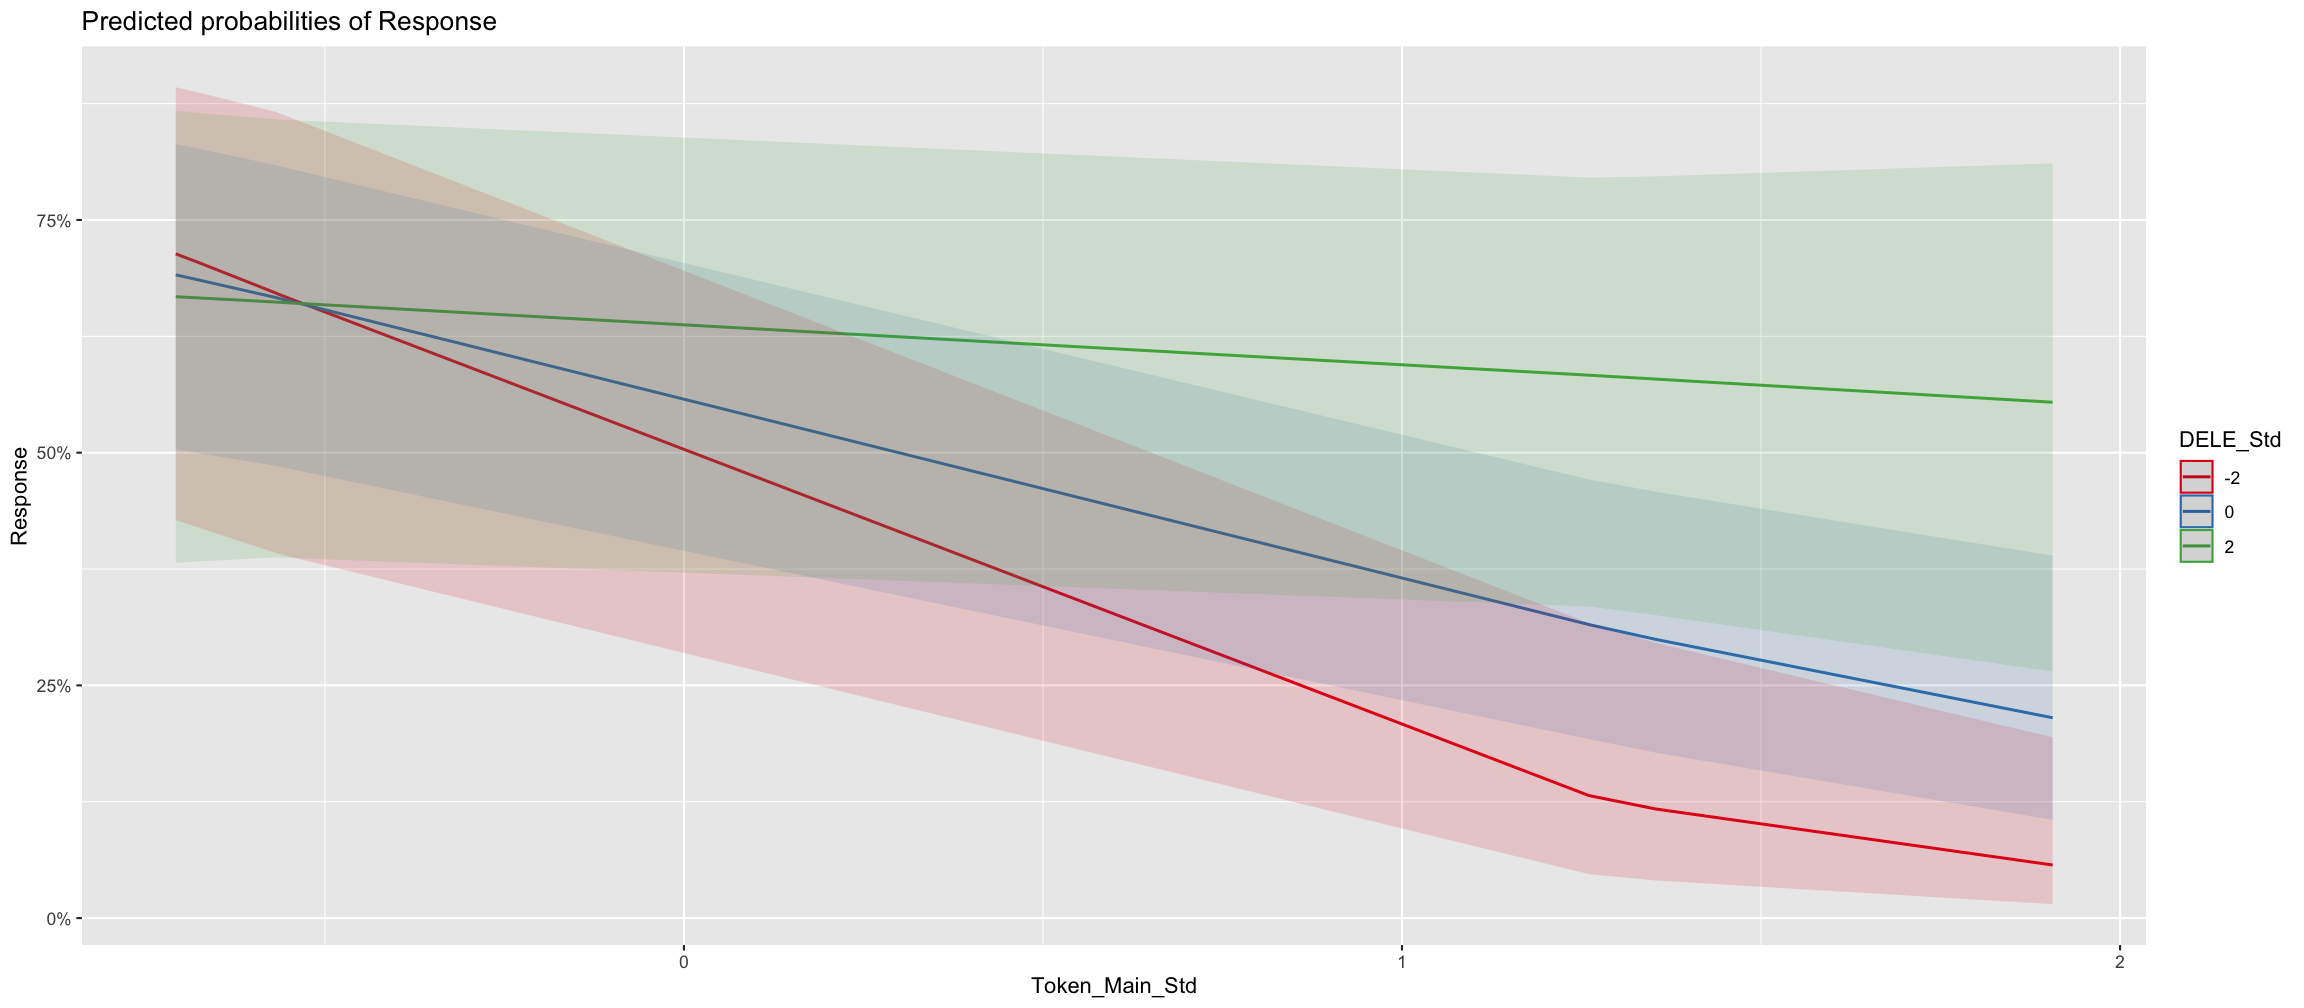 Predicted probabilities of Response
Response
75%
50%
25%
0%
0
1
2
Token_Main_Std
DELE_Std
-2
0
2